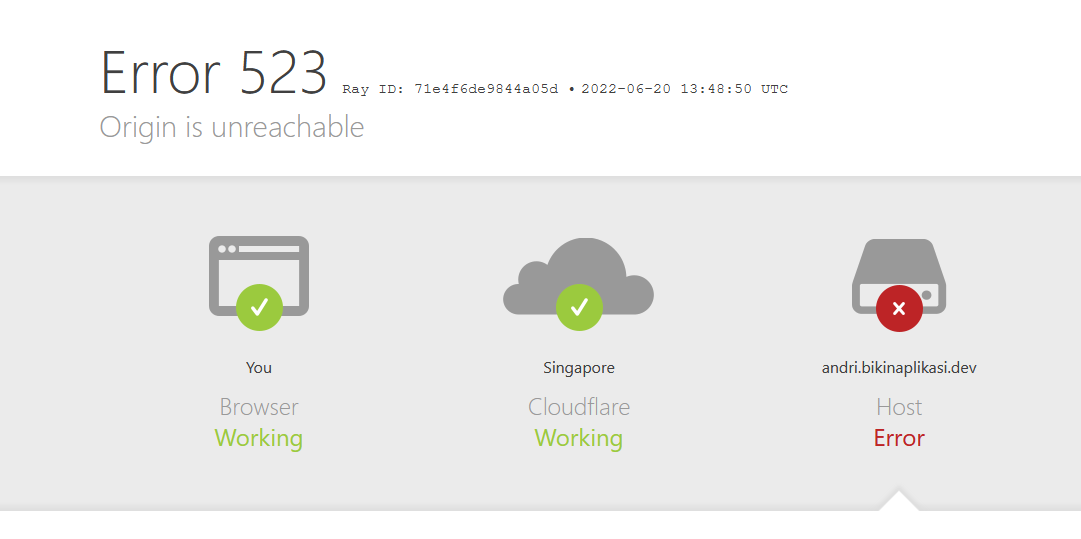 Error 523 Ray ID: 71e4f6de9844a05d • 2022-06-20 13:48:50 UTC
Origin is unreachable
You
Browser
Working
Singapore
Cloudflare
Working
andri.bikinaplikasi.dev
Host
Error